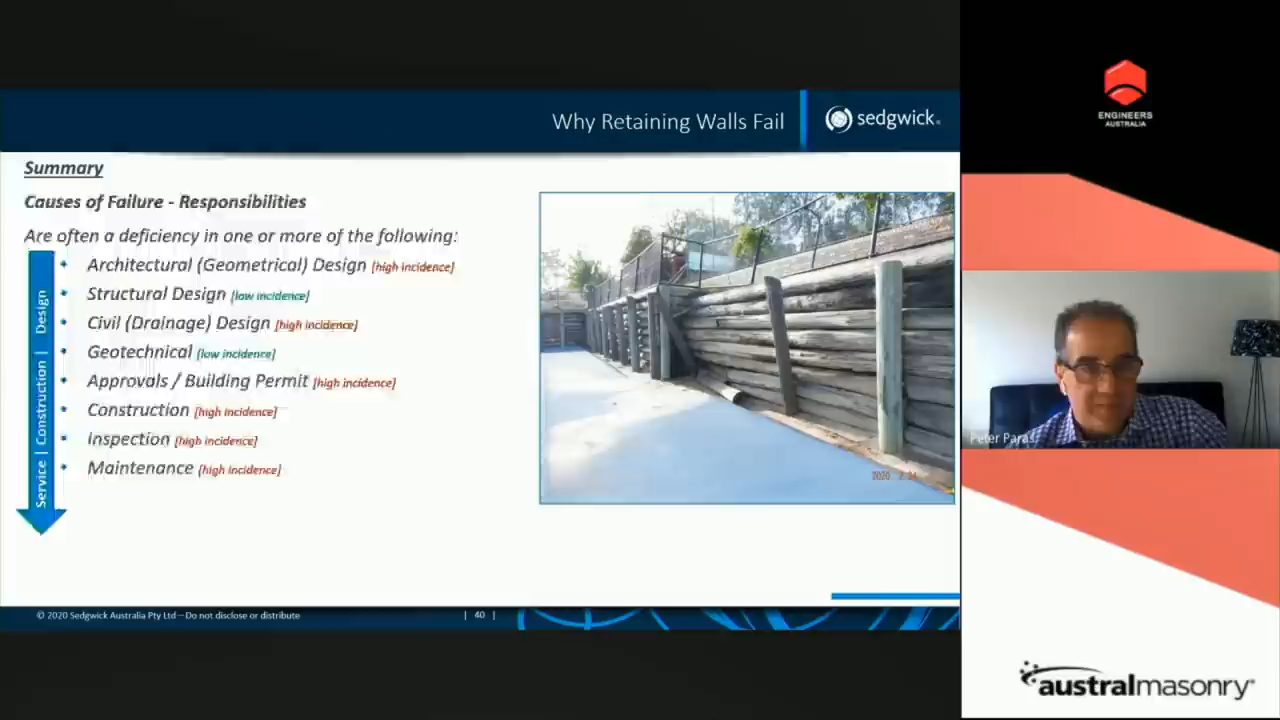 Why Retaining Walls Fail
sedgwick
Summary
Causes of Failure - Responsibilities
Are often a deficiency in one or more of the following:
Service | Construction | Design
• Architectural (Geometrical) Design [high incidence]
• Structural Design [low incidence]
• Civil (Drainage) Design [high incidence]
• Geotechnical [low incidence]
• Approvals / Building Permit [high incidence]
• Construction [high incidence]
• Inspection [high incidence]
• Maintenance [high incidence]
© 2020 Sedgwick Australia Pty Ltd – Do not disclose or distribute
| 40 |
ENGINEERS
AUSTRALIA
Peter Paras
australmasonry